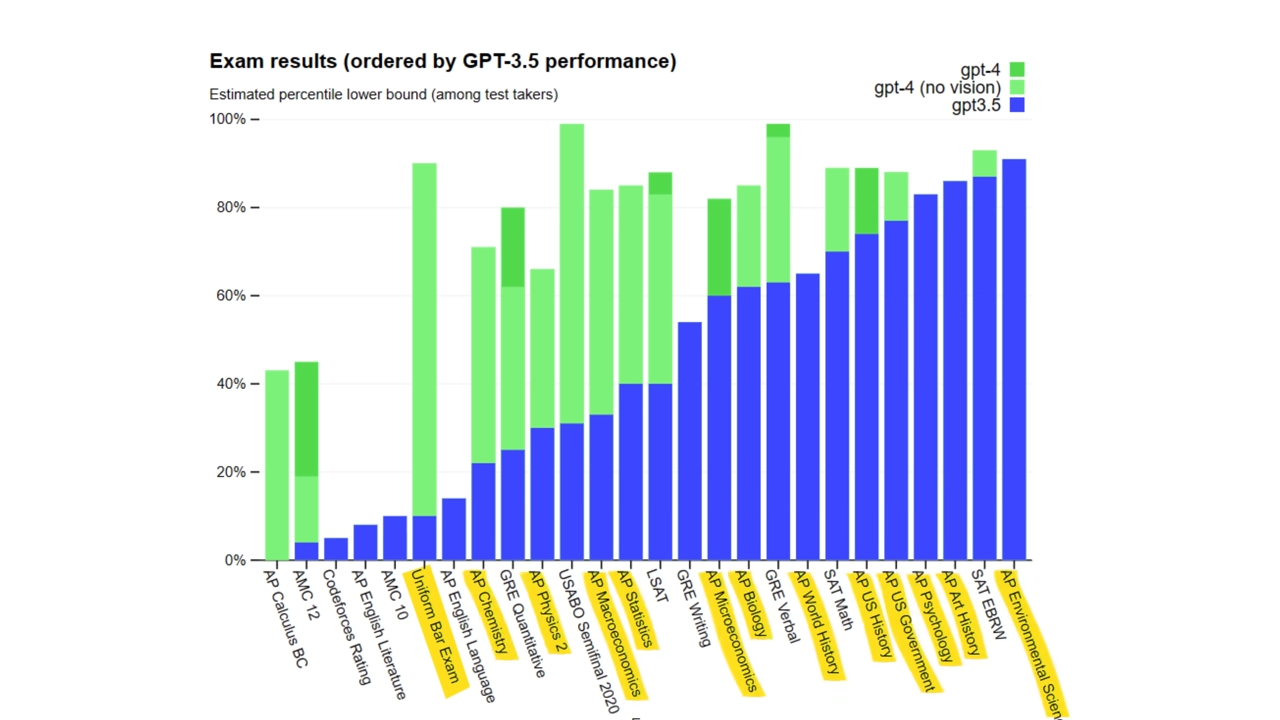 Exam results (ordered by GPT-3.5 performance)
Estimated percentile lower bound (among test takers)
gpt-4
gpt-4 (no vision)
gpt3.5
100%
80%
60%
40%
20%
0%
AP Calculus BC
AMC 12
Codeforces Rating
AP English Literature
AMC 10
Uniform Bar Exam
AP English Language
AP Chemistry
GRE Quantitative
AP Physics 2
USABO Semifinal 2020
AP Macroeconomics
AP Statistics
LSAT
GRE Writing
AP Microeconomics
AP Biology
GRE Verbal
AP World History
SAT Math
AP US History
AP US Government
AP Psychology
AP Art History
SAT EBRW
AP Environmental Scien